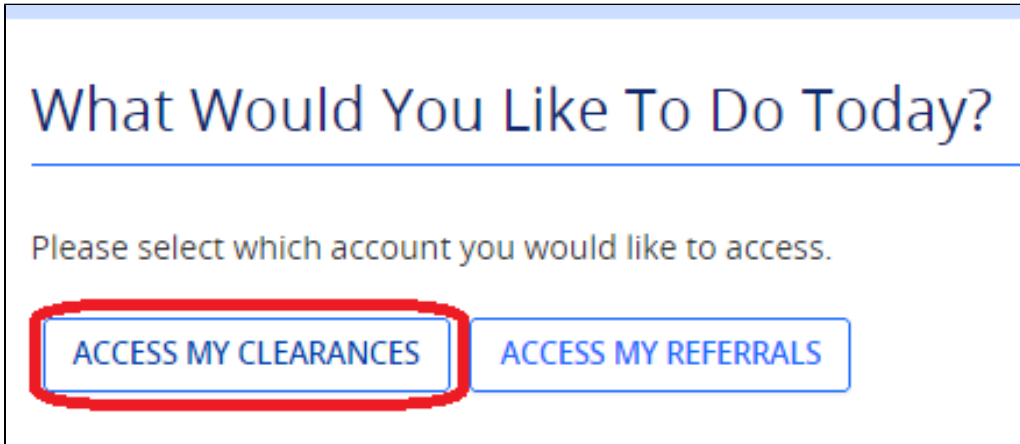 What Would You Like To Do Today?
Please select which account you would like to access.
ACCESS MY CLEARANCES
ACCESS MY REFERRALS